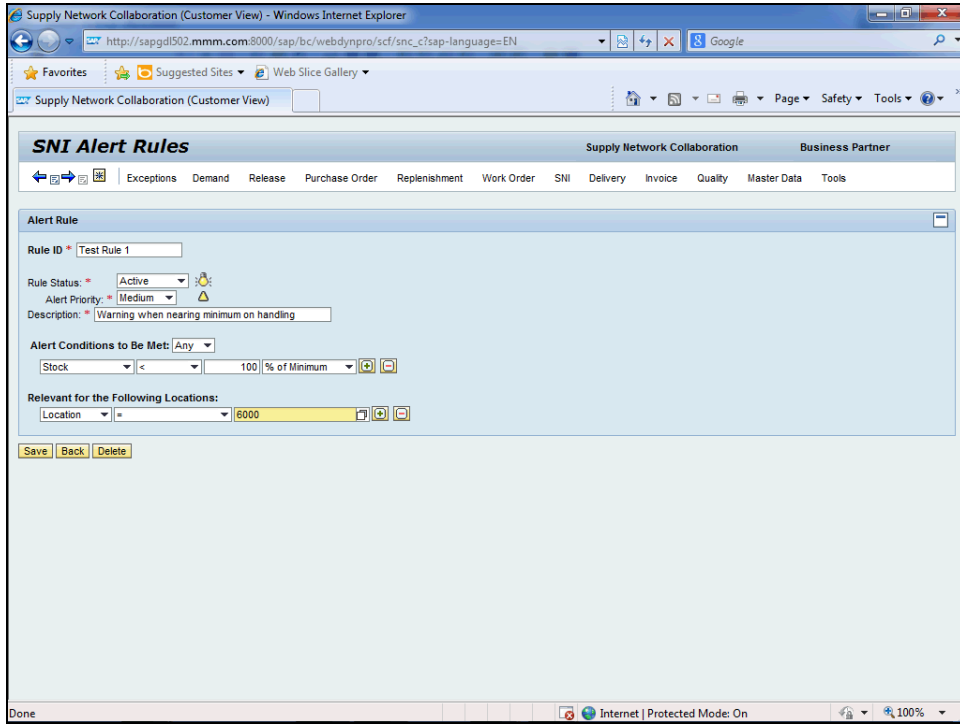 Supply Network Collaboration (Customer View) - Windows Internet Explorer
http://sapgdl502.mmm.com:8000/sap/bc/webdynpro/scf/snc_c?sap-language=EN
Google
Favorites Suggested Sites Web Slice Gallery
Supply Network Collaboration (Customer View)
Page Safety Tools
SNI Alert Rules Supply Network Collaboration Business Partner
Exceptions Demand Release Purchase Order Replenishment Work Order SNI Delivery Invoice Quality Master Data Tools
Alert Rule
Rule ID * Test Rule 1
Rule Status: * Active
Alert Priority: * Medium
Description: * Warning when nearing minimum on handling
Alert Conditions to Be Met: Any
Stock < 100 % of Minimum
Relevant for the Following Locations:
Location = 6000
Save Back Delete
Done Internet | Protected Mode: On 100%